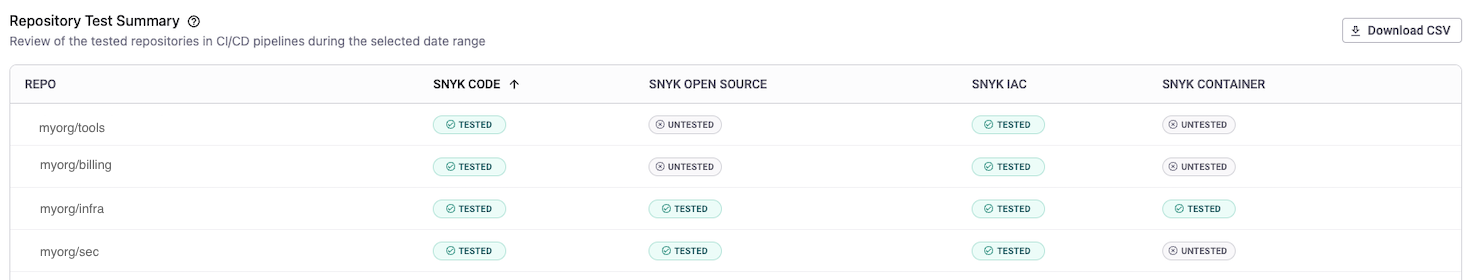 Repository Test Summary
Review of the tested repositories in CI/CD pipelines during the selected date range
Download CSV
REPO SNYK CODE SNYK OPEN SOURCE SNYK IAC SNYK CONTAINER
myorg/tools TESTED UNTESTED TESTED UNTESTED
myorg/billing TESTED UNTESTED TESTED UNTESTED
myorg/infra TESTED TESTED TESTED TESTED
myorg/sec TESTED TESTED TESTED UNTESTED